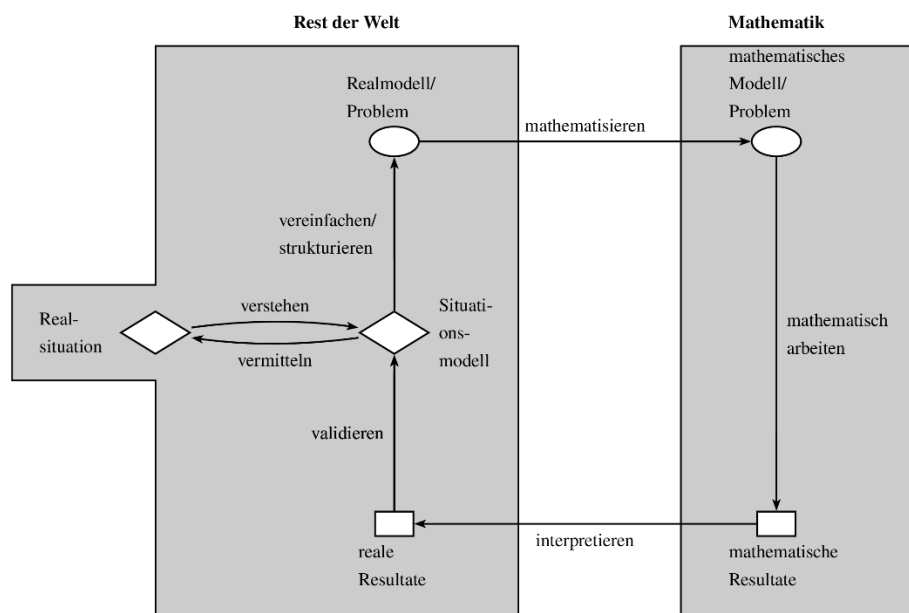 Rest der Welt
Mathematik
Realmodell/
Problem
mathematisches
Modell/
Problem
mathematisieren
vereinfachen/
strukturieren
Real-
situation
verstehen
vermitteln
Situati-
ons-
modell
mathematisch
arbeiten
validieren
interpretieren
reale
Resultate
mathematische
Resultate